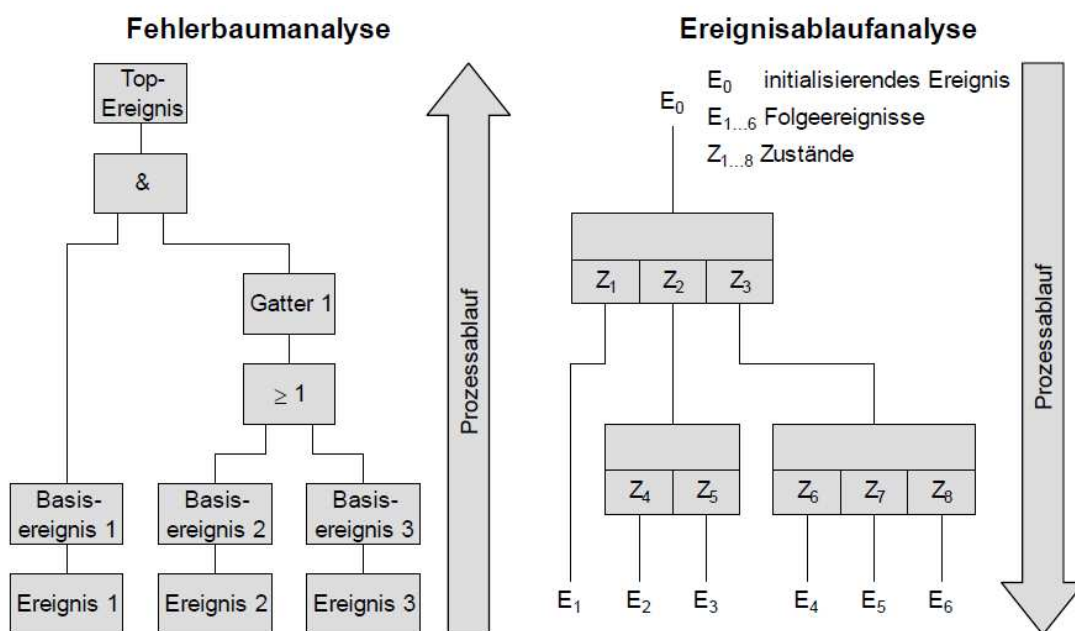 Fehlerbaumanalyse
Top-
Ereignis
&
Gatter 1
≥ 1
Basis-
ereignis 1
Basis-
ereignis 2
Basis-
ereignis 3
Ereignis 1
Ereignis 2
Ereignis 3
Prozessablauf
Ereignisablaufanalyse
E₀
E₀ initialisierendes Ereignis
E₁...₆ Folgeereignisse
Z₁...₈ Zustände
Z₁ Z₂ Z₃
Z₄ Z₅
Z₆ Z₇ Z₈
E₁ E₂ E₃ E₄ E₅ E₆
Prozessablauf